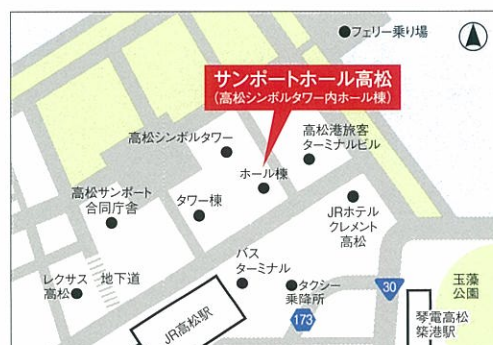 フェリー乗り場
サンポートホール高松
(高松シンボルタワー内ホール棟)
高松シンボルタワー
高松港旅客
ターミナルビル
ホール棟
高松サンポート
合同庁舎
タワー棟
JRホテル
クレメント
高松
バス
ターミナル
レクザス
高松
地下道
タクシー
乗降所
30
玉藻
公園
173
JR高松駅
琴電高松
築港駅